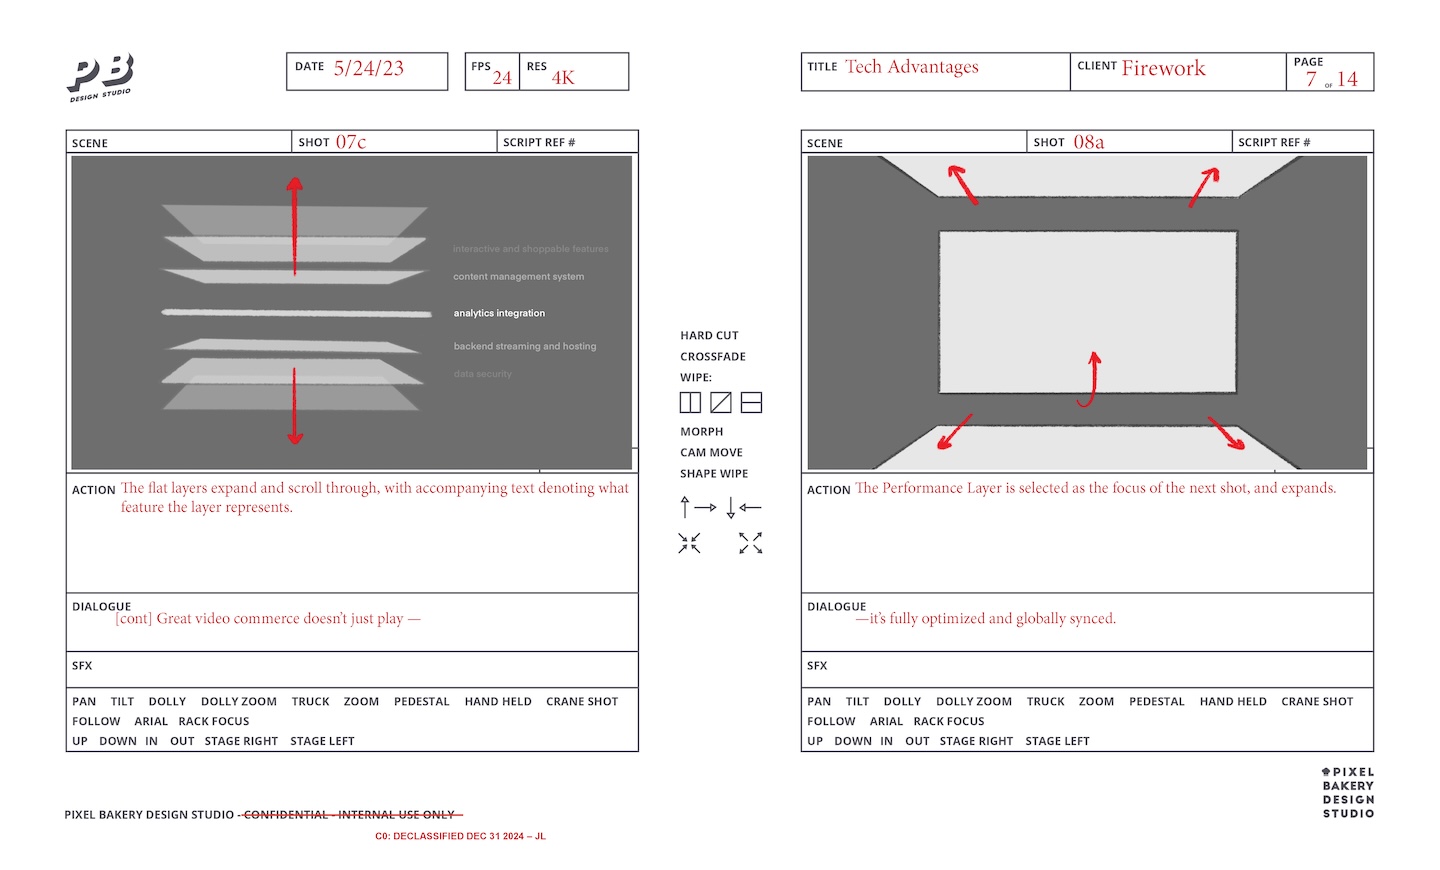 PB
DESIGN STUDIO
DATE 5/24/23
FPS 24
RES 4K
TITLE Tech Advantages
CLIENT Firework
PAGE 7 OF 14
SCENE
SHOT 07c
SCRIPT REF #
interactive and shoppable features
content management system
analytics integration
backend streaming and hosting
data security
ACTION The flat layers expand and scroll through, with accompanying text denoting what
feature the layer represents.
DIALOGUE
[cont] Great video commerce doesn't just play —
SFX
PAN TILT DOLLY DOLLY ZOOM TRUCK ZOOM PEDESTAL HAND HELD CRANE SHOT
FOLLOW ARIAL RACK FOCUS
UP DOWN IN OUT STAGE RIGHT STAGE LEFT
HARD CUT
CROSSFADE
WIPE:
MORPH
CAM MOVE
SHAPE WIPE
SCENE
SHOT 08a
SCRIPT REF #
ACTION The Performance Layer is selected as the focus of the next shot, and expands.
DIALOGUE
—it's fully optimized and globally synced.
SFX
PAN TILT DOLLY DOLLY ZOOM TRUCK ZOOM PEDESTAL HAND HELD CRANE SHOT
FOLLOW ARIAL RACK FOCUS
UP DOWN IN OUT STAGE RIGHT STAGE LEFT
PIXEL
BAKERY
DESIGN
STUDIO
PIXEL BAKERY DESIGN STUDIO - CONFIDENTIAL - INTERNAL USE ONLY
C0: DECLASSIFIED DEC 31 2024 – JL